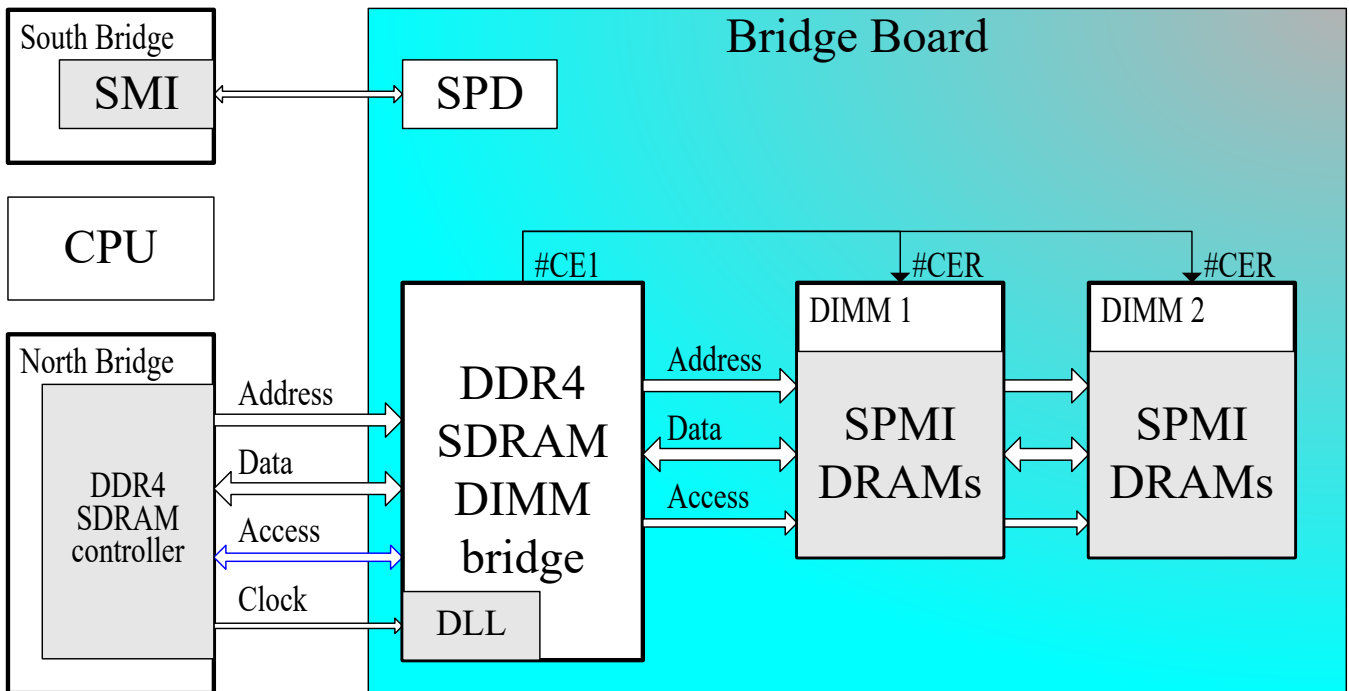 South Bridge
SMI
Bridge Board
SPD
CPU
#CE1
#CER
#CER
North Bridge
DDR4
SDRAM
controller
Address
Data
Access
Clock
DDR4
SDRAM
DIMM
bridge
DLL
Address
Data
Access
DIMM 1
SPMI
DRAMs
DIMM 2
SPMI
DRAMs